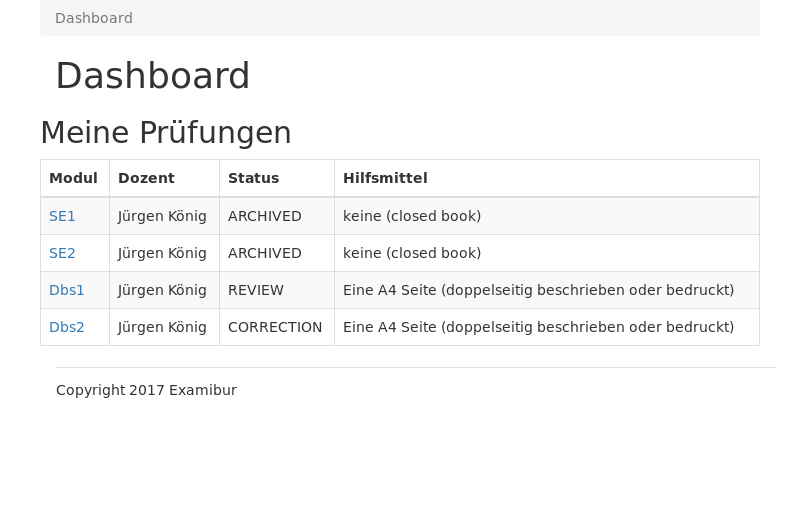 Dashboard
Dashboard
Meine Prüfungen
Modul Dozent Status Hilfsmittel
SE1 Jürgen König ARCHIVED keine (closed book)
SE2 Jürgen König ARCHIVED keine (closed book)
Dbs1 Jürgen König REVIEW Eine A4 Seite (doppelseitig beschrieben oder bedruckt)
Dbs2 Jürgen König CORRECTION Eine A4 Seite (doppelseitig beschrieben oder bedruckt)
Copyright 2017 Examibur